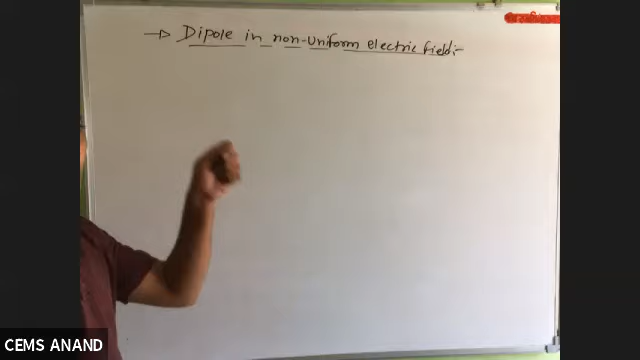 → Dipole in non-Uniform electric field:-
CEMS ANAND